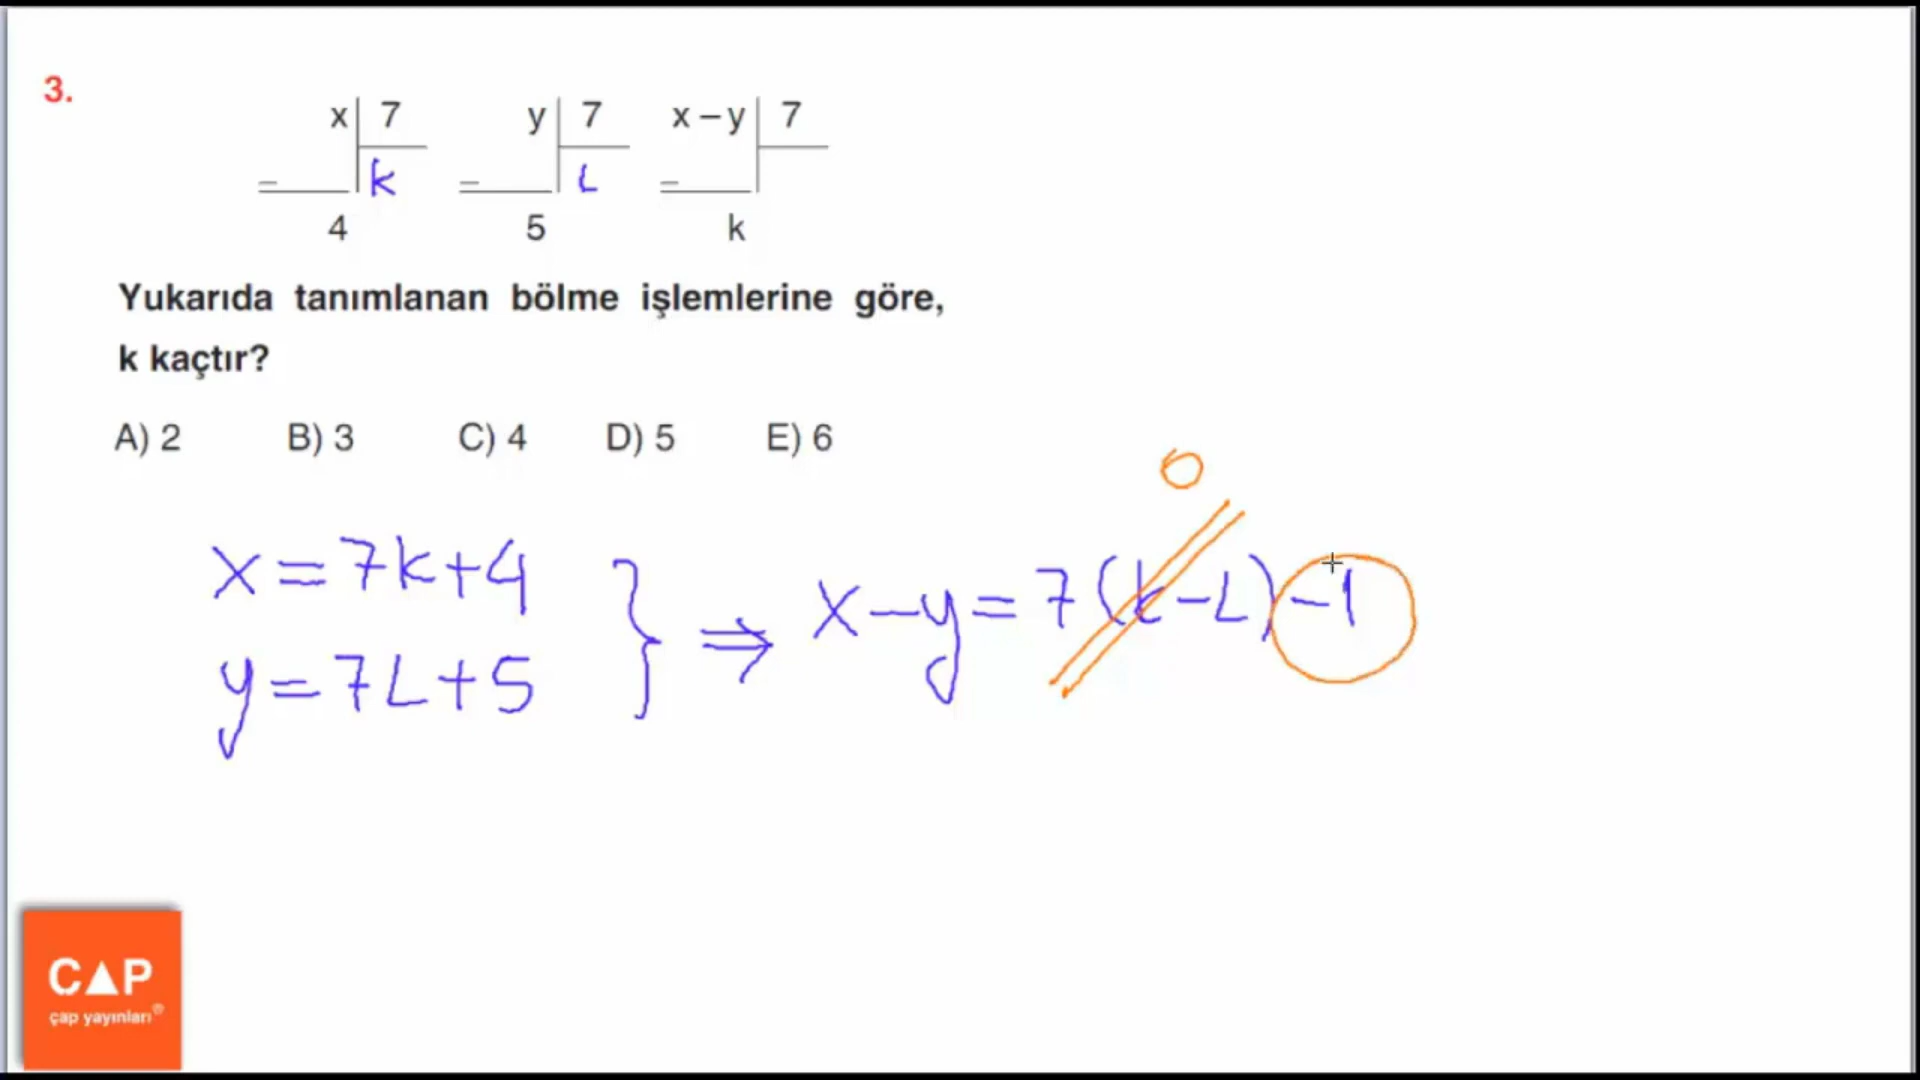 3.
x 7 y 7 x – y 7
k L
4 5 k
Yukarıda tanımlanan bölme işlemlerine göre,
k kaçtır?
A) 2 B) 3 C) 4 D) 5 E) 6
0
x = 7k + 4
y = 7L + 5
} ⇒ x – y = 7(k – L) – 1
CAP
çap yayınları®